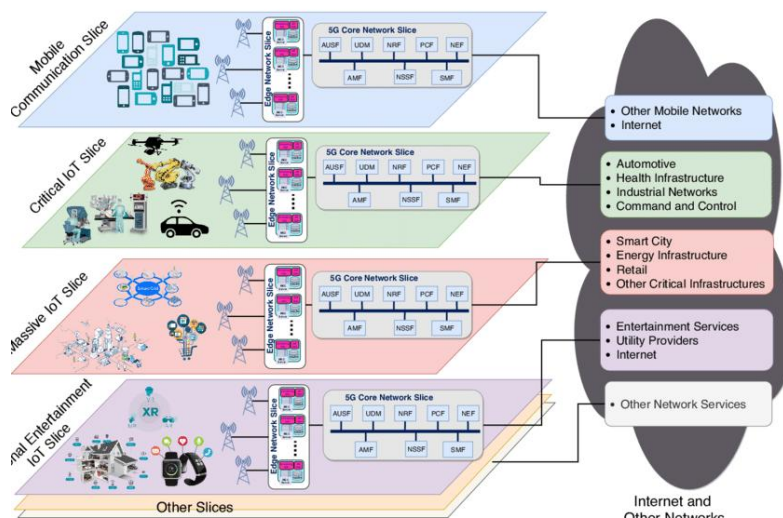 Mobile
Communication Slice
Edge Network Slice
5G Core Network Slice
AUSF UDM NRF PCF NEF
AMF NSSF SMF
Other Mobile Networks
Internet
Critical IoT Slice
Edge Network Slice
5G Core Network Slice
AUSF UDM NRF PCF NEF
AMF NSSF SMF
Automotive
Health Infrastructure
Industrial Networks
Command and Control
Massive IoT Slice
Smart City
Edge Network Slice
5G Core Network Slice
AUSF UDM NRF PCF NEF
AMF NSSF SMF
Smart City
Energy Infrastructure
Retail
Other Critical Infrastructures
nal Entertainment
IoT Slice
XR
Edge Network Slice
5G Core Network Slice
AUSF UDM NRF PCF NEF
AMF NSSF SMF
Entertainment Services
Utility Providers
Internet
Other Network Services
Other Slices
Internet and
Other Networks